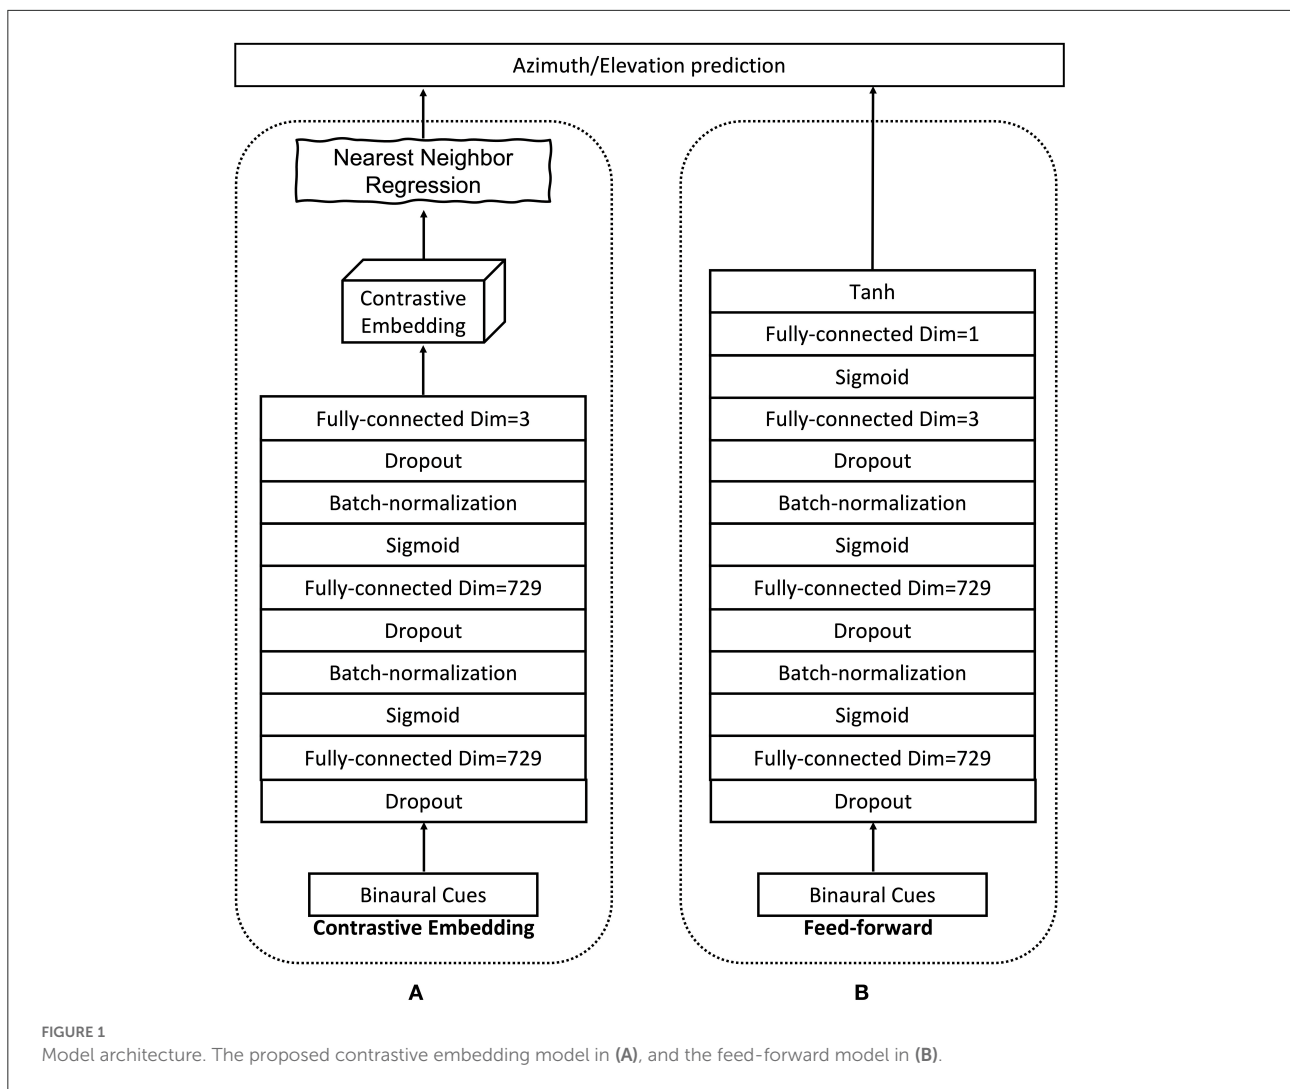 Azimuth/Elevation prediction
Nearest Neighbor
Regression
Contrastive
Embedding
Fully-connected Dim=3
Dropout
Batch-normalization
Sigmoid
Fully-connected Dim=729
Dropout
Batch-normalization
Sigmoid
Fully-connected Dim=729
Dropout
Binaural Cues
Contrastive Embedding
A
Tanh
Fully-connected Dim=1
Sigmoid
Fully-connected Dim=3
Dropout
Batch-normalization
Sigmoid
Fully-connected Dim=729
Dropout
Batch-normalization
Sigmoid
Fully-connected Dim=729
Dropout
Binaural Cues
Feed-forward
B
FIGURE 1
Model architecture. The proposed contrastive embedding model in (A), and the feed-forward model in (B).